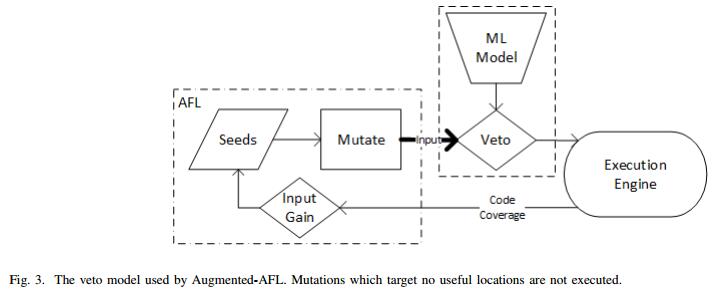 ML
Model
AFL
Seeds
Mutate
Input
Veto
Execution
Engine
Input
Gain
Code
Coverage
Fig. 3. The veto model used by Augmented-AFL. Mutations which target no useful locations are not executed.